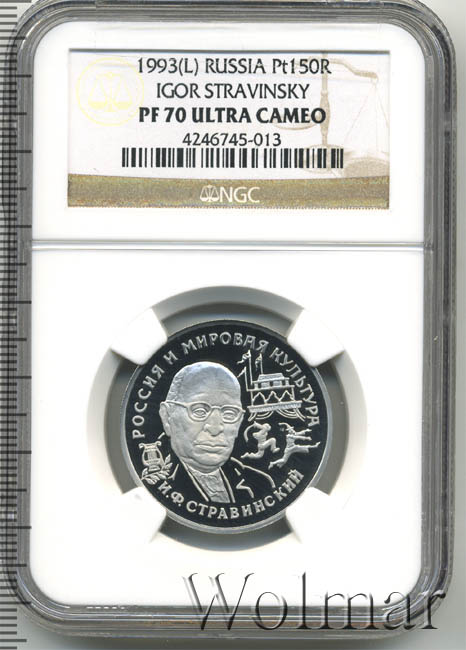 1993(L) RUSSIA Pt150R
IGOR STRAVINSKY
PF 70 ULTRA CAMEO
4246745-013
NGC
РОССИЯ И МИРОВАЯ КУЛЬТУРА
И.Ф.СТРАВИНСКИЙ
Wolmar